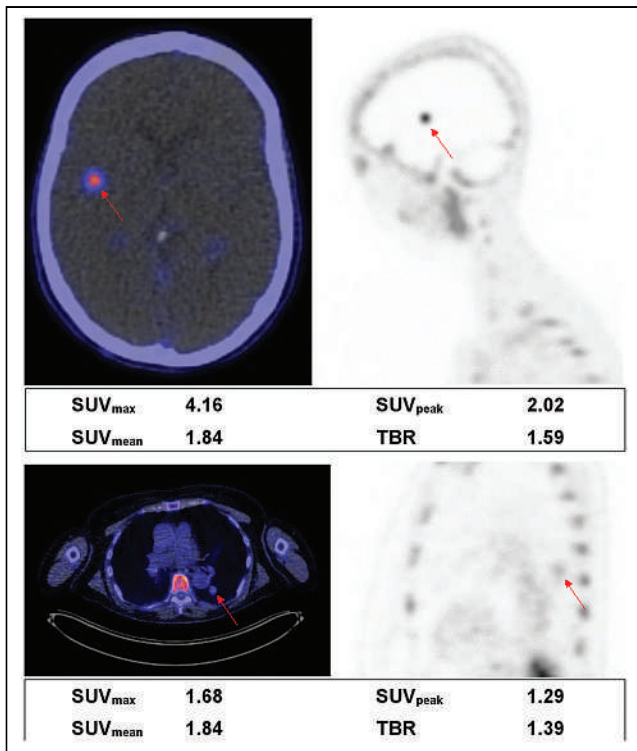 SUVmax 4.16 SUVpeak 2.02
SUVmean 1.84 TBR 1.59
SUVmax 1.68 SUVpeak 1.29
SUVmean 1.84 TBR 1.39